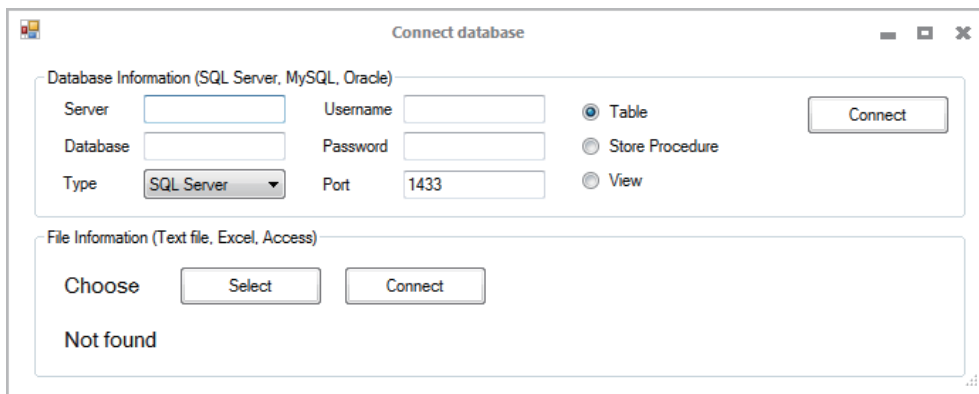 Connect database
Database Information (SQL Server, MySQL, Oracle)
Server Username Table Connect
Database Password Store Procedure
Type SQL Server Port 1433 View
File Information (Text file, Excel, Access)
Choose Select Connect
Not found